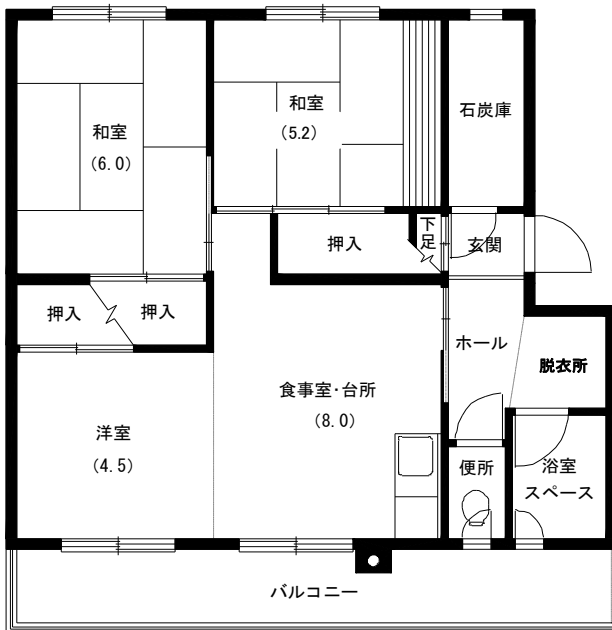 和室
(6.0)
和室
(5.2)
石炭庫
下足
玄関
押入
押入
押入
ホール
脱衣所
食事室・台所
(8.0)
洋室
(4.5)
便所
浴室
スペース
バルコニー